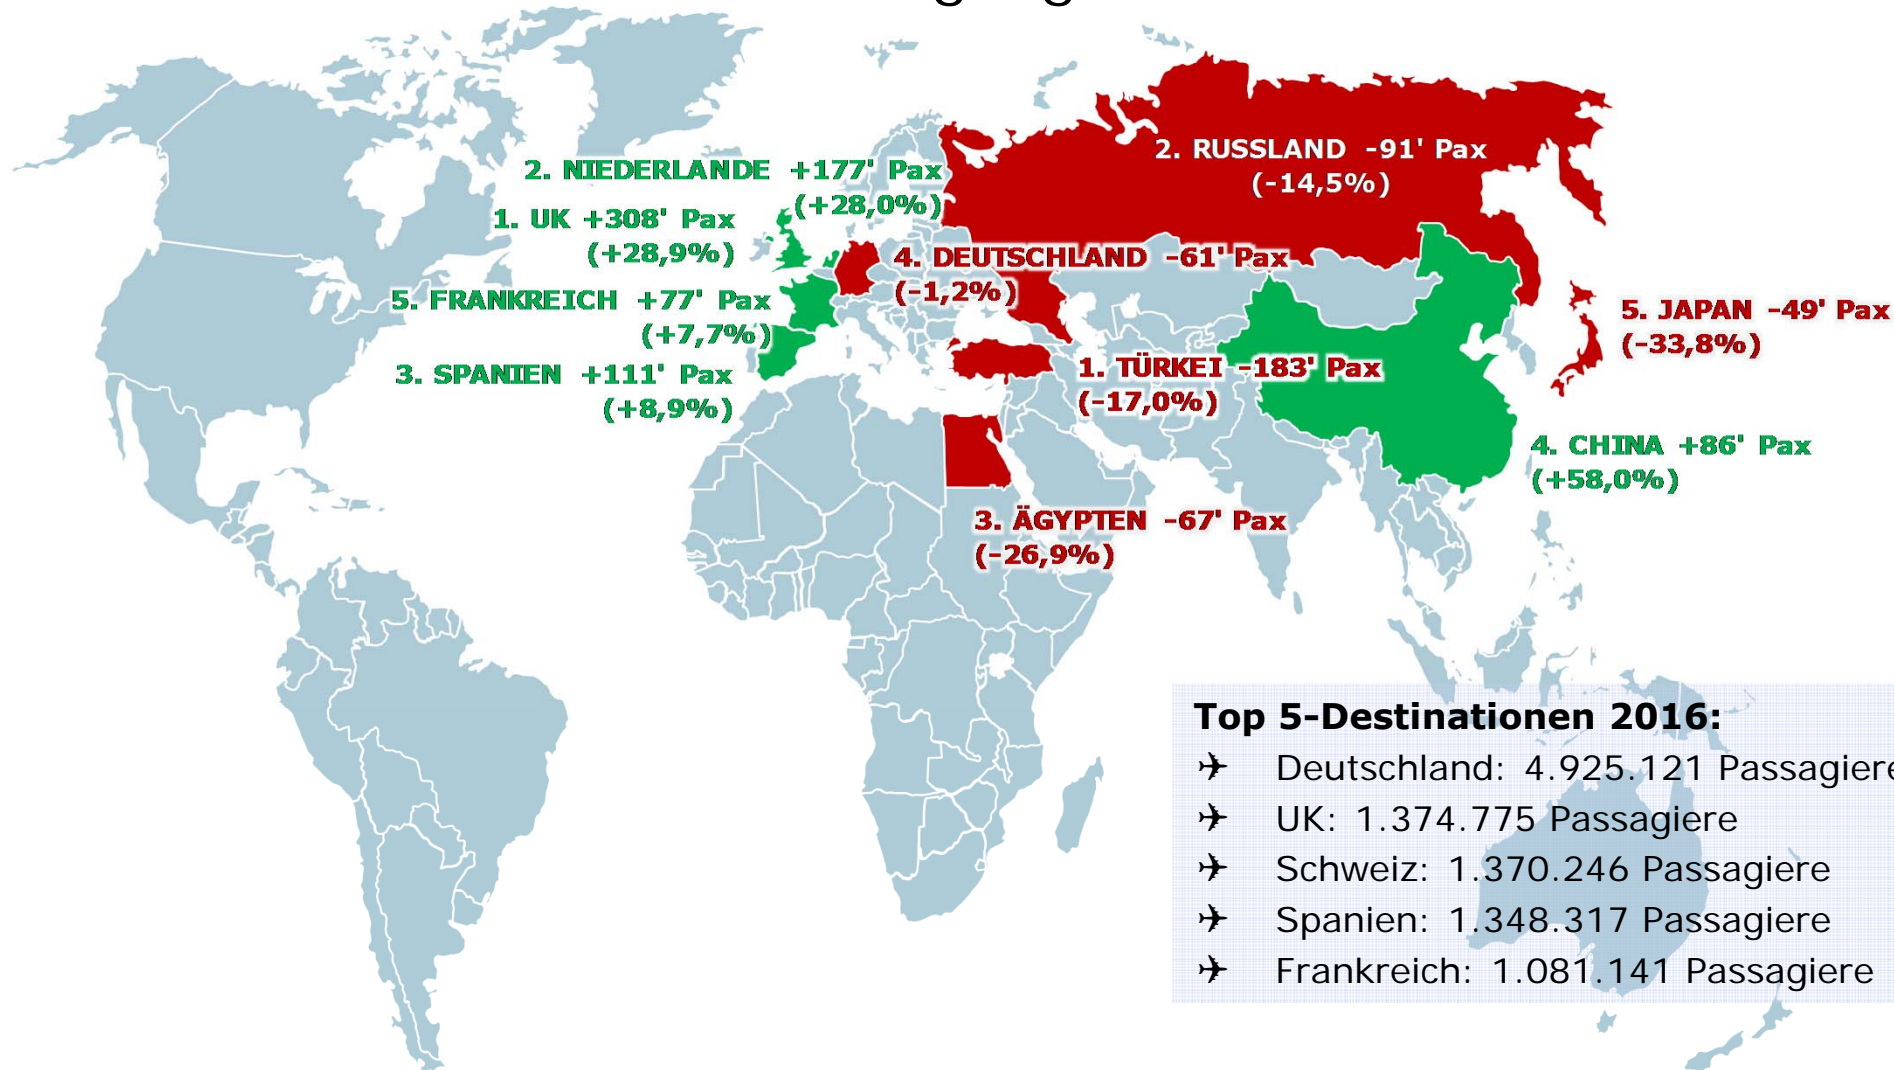 2. NIEDERLANDE +177' Pax
(+28,0%)
1. UK +308' Pax
(+28,9%)
5. FRANKREICH +77' Pax
(+7,7%)
3. SPANIEN +111' Pax
(+8,9%)
2. RUSSLAND -91' Pax
(-14,5%)
4. DEUTSCHLAND -61' Pax
(-1,2%)
1. TÜRKEI -183' Pax
(-17,0%)
3. ÄGYPTEN -67' Pax
(-26,9%)
5. JAPAN -49' Pax
(-33,8%)
4. CHINA +86' Pax
(+58,0%)
Top 5-Destinationen 2016:
Deutschland: 4.925.121 Passagiere
UK: 1.374.775 Passagiere
Schweiz: 1.370.246 Passagiere
Spanien: 1.348.317 Passagiere
Frankreich: 1.081.141 Passagiere